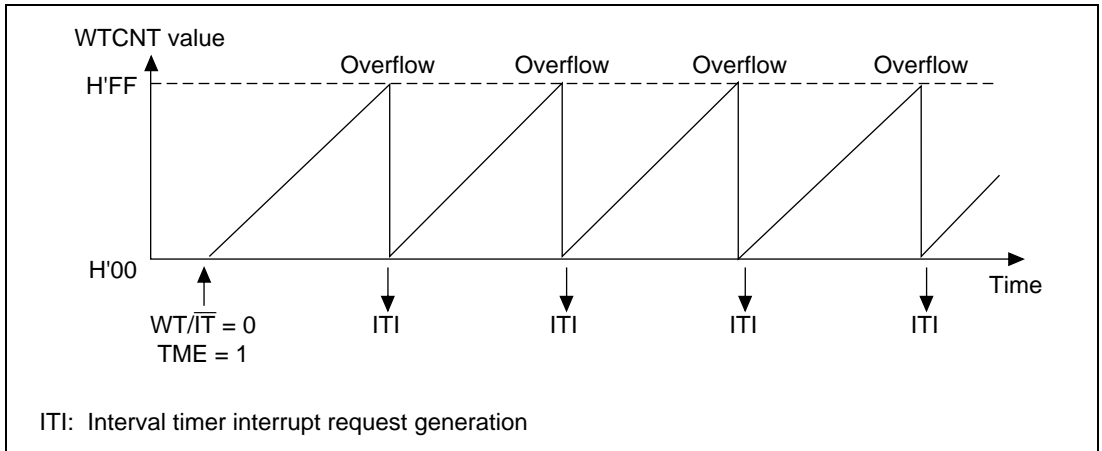 WTCNT value
Overflow Overflow Overflow Overflow
H'FF
H'00
Time
WT/I̅T̅ = 0
TME = 1
ITI ITI ITI ITI
ITI: Interval timer interrupt request generation